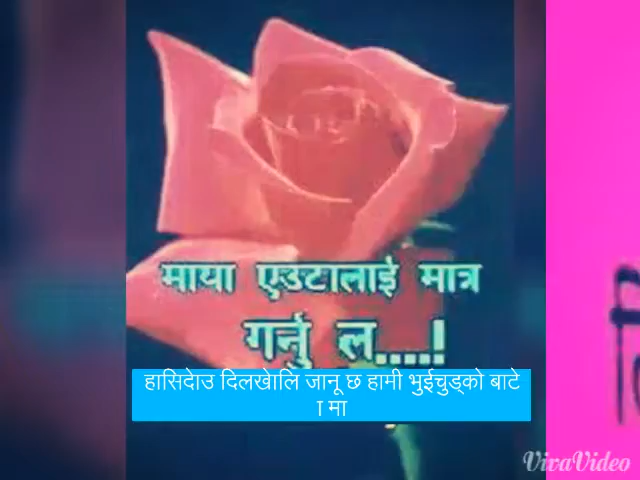 माया एउटालाई मात्र
गर्नु ल.....!
हासिदेाउ दिलखेालि जानू छ हामी भुईचुड्को बाटे
ा मा
VivaVideo